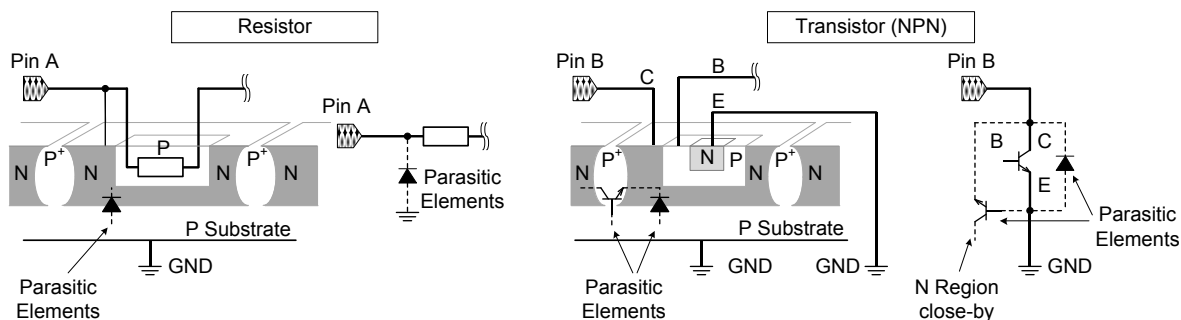 Resistor
Pin A
N
P+
N
P
N
P+
N
P Substrate
GND
Parasitic
Elements
Pin A
Parasitic
Elements
Transistor (NPN)
Pin B
C
B
E
N
P+
N
N
P
P+
N
P Substrate
GND
GND
Parasitic
Elements
Pin B
B
C
E
Parasitic
Elements
GND
N Region
close-by